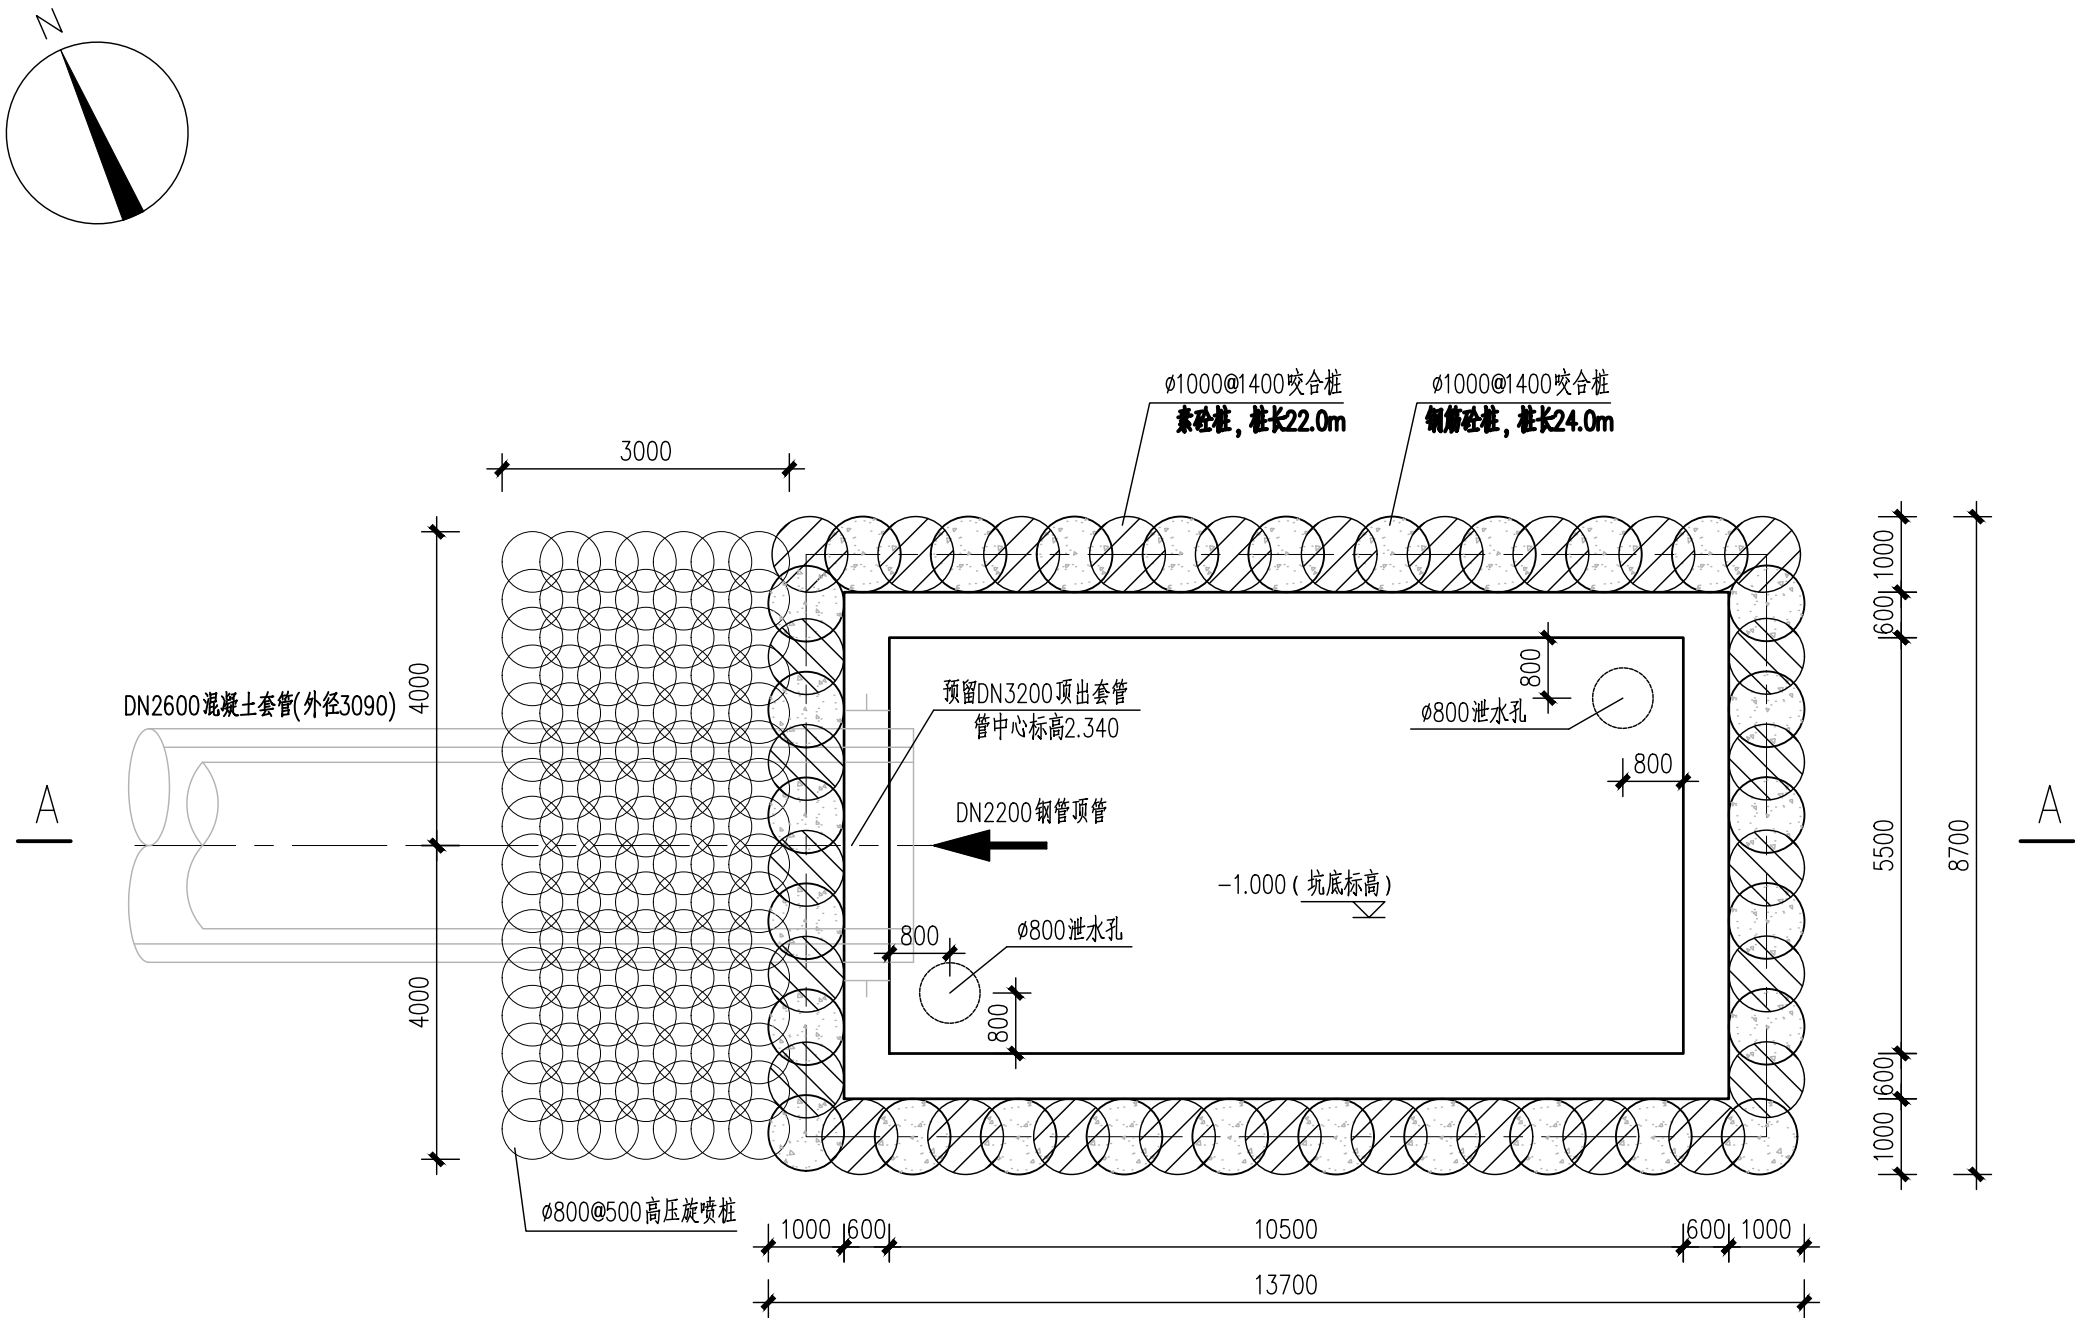 N
ø1000@1400咬合桩
素砼桩，桩长22.0m
ø1000@1400咬合桩
钢筋砼桩，桩长24.0m
3000
1000
600
5500
600
1000
8700
4000
4000
DN2600混凝土套管(外径3090)
预留DN3200顶出套管
管中心标高2.340
800
ø800泄水孔
800
A
A
DN2200钢管顶管
-1.000(坑底标高)
800
ø800泄水孔
800
ø800@500高压旋喷桩
1000
600
10500
600
1000
13700